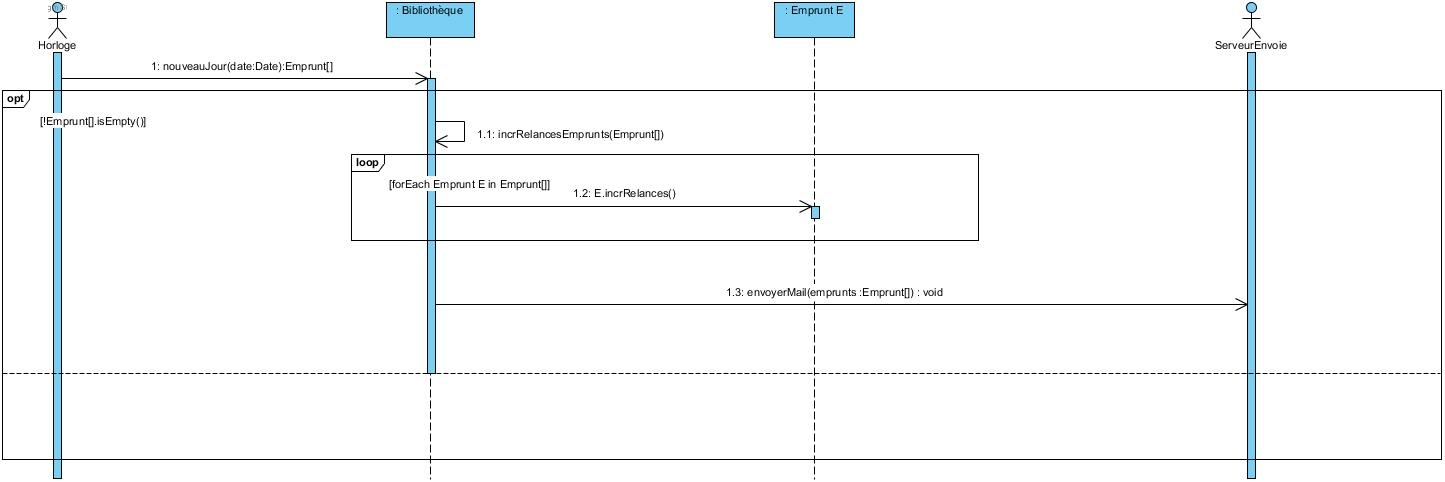 : Bibliothèque
: Emprunt E
Horloge
ServeurEnvoie
1: nouveauJour(date:Date):Emprunt[]
opt
[!Emprunt[].isEmpty()]
1.1: incrRelancesEmprunts(Emprunt[])
loop
[forEach Emprunt E in Emprunt[]]
1.2: E.incrRelances()
1.3: envoyerMail(emprunts :Emprunt[]) : void